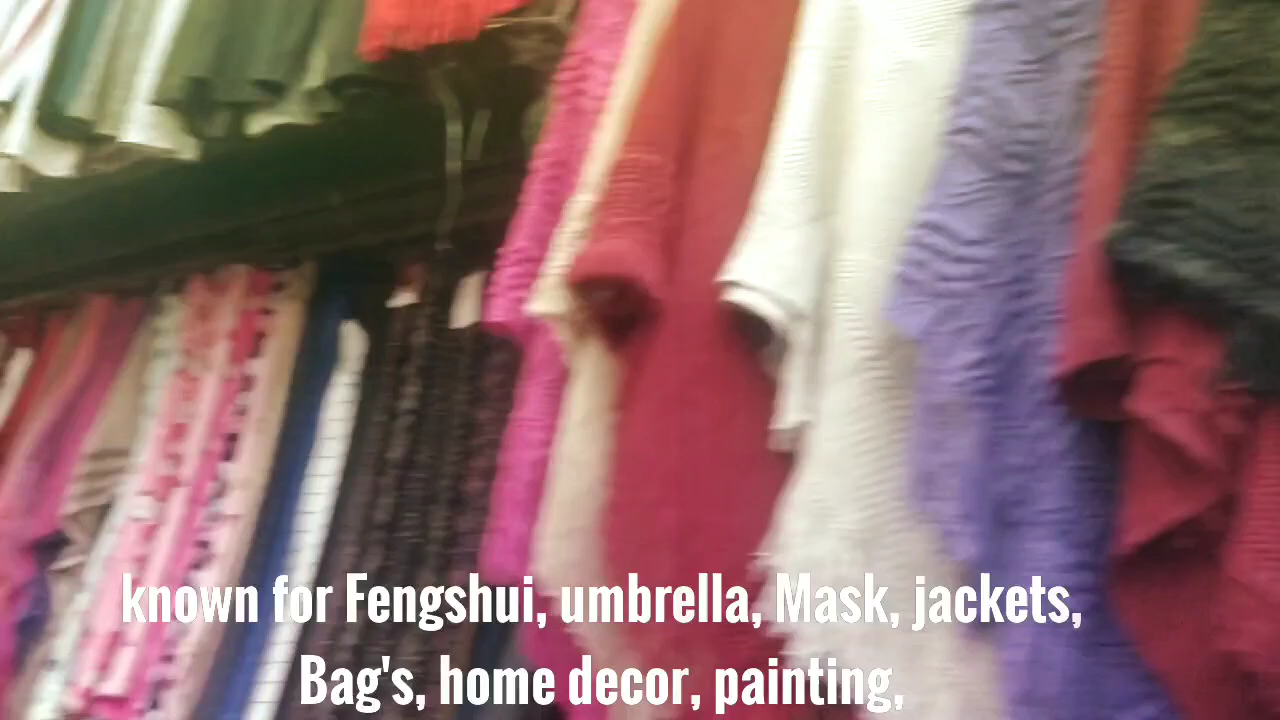 known for Fengshui, umbrella, Mask, jackets,
Bag's, home decor, painting,